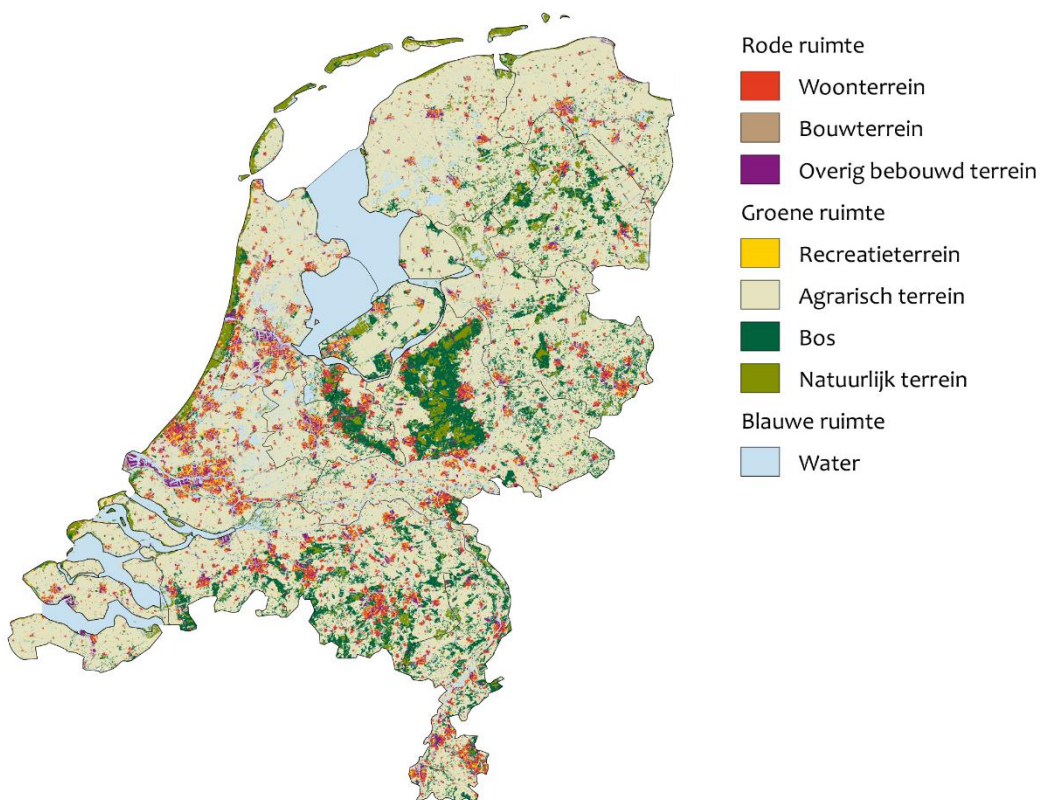 Rode ruimte
Woonterrein
Bouwterrein
Overig bebouwd terrein
Groene ruimte
Recreatieterrein
Agrarisch terrein
Bos
Natuurlijk terrein
Blauwe ruimte
Water